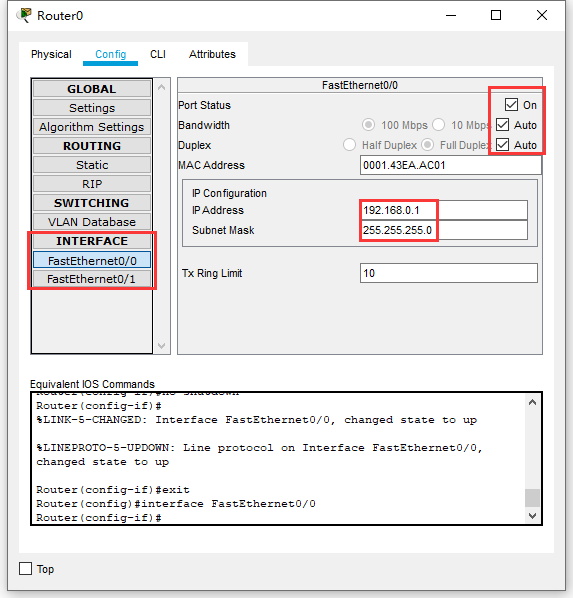 Router0
Physical Config CLI Attributes
GLOBAL
Settings
Algorithm Settings
ROUTING
Static
RIP
SWITCHING
VLAN Database
INTERFACE
FastEthernet0/0
FastEthernet0/1
FastEthernet0/0
Port Status On
Bandwidth 100 Mbps 10 Mbps Auto
Duplex Half Duplex Full Duplex Auto
MAC Address 0001.43EA.AC01
IP Configuration
IP Address 192.168.0.1
Subnet Mask 255.255.255.0
Tx Ring Limit 10
Equivalent IOS Commands
Router(config-if)#no shutdown
Router(config-if)#
%LINK-5-CHANGED: Interface FastEthernet0/0, changed state to up
%LINEPROTO-5-UPDOWN: Line protocol on Interface FastEthernet0/0,
changed state to up
Router(config-if)#exit
Router(config)#interface FastEthernet0/0
Router(config-if)#
Top